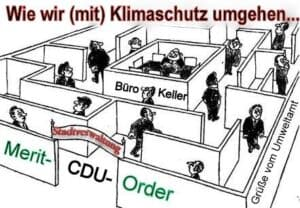 Wie wir (mit) Klimaschutz umgehen...
Büro Keller
Stadtverwaltung
Merit-
CDU-
Order
Grüße vom Umweltamt